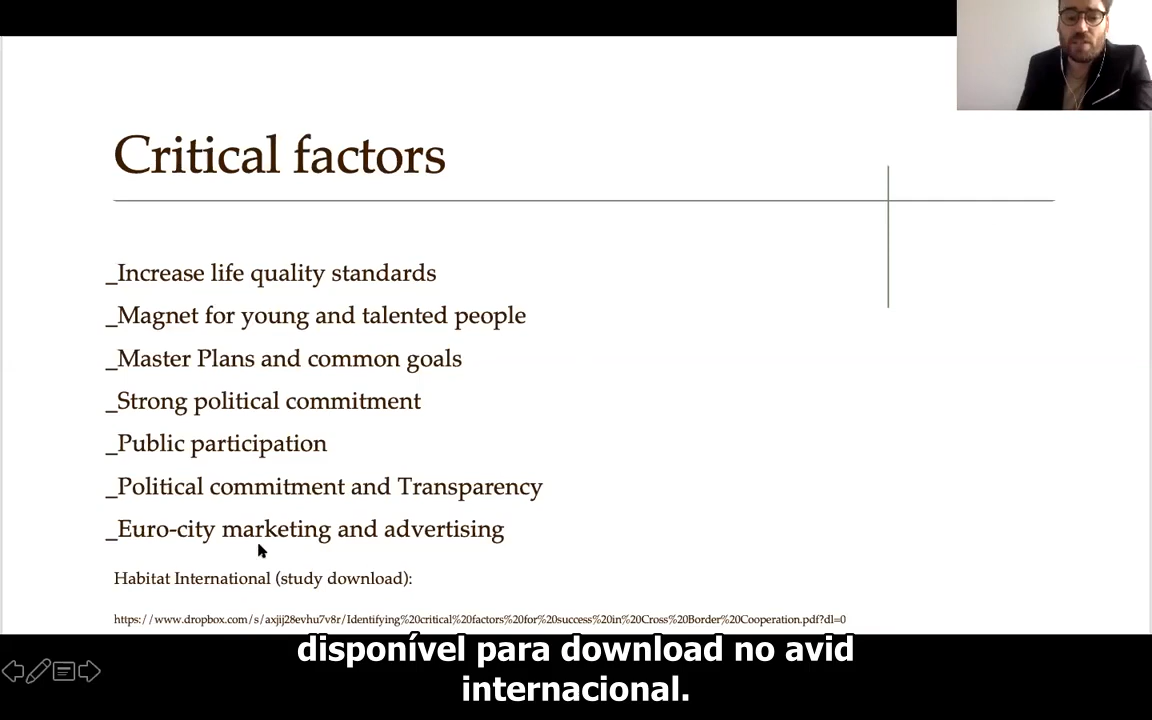 Critical factors
_Increase life quality standards
_Magnet for young and talented people
_Master Plans and common goals
_Strong political commitment
_Public participation
_Political commitment and Transparency
_Euro-city marketing and advertising
Habitat International (study download):
https://www.dropbox.com/s/axjij28evhu7v8r/Identifying%20critical%20factors%20for%20success%20in%20Cross%20Border%20Cooperation.pdf?dl=0
disponível para download no avid
internacional.